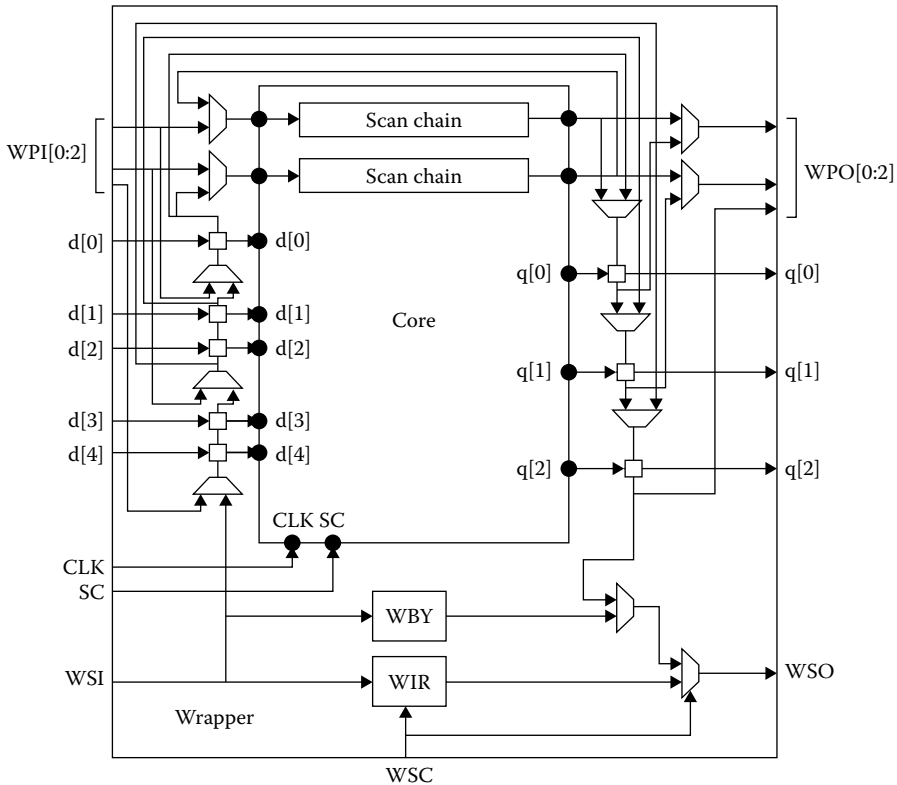 Scan chain
WPI[0:2]
WPO[0:2]
Scan chain
d[0]
d[0]
q[0]
q[0]
d[1]
d[1]
Core
d[2]
d[2]
q[1]
q[1]
d[3]
d[3]
d[4]
d[4]
q[2]
q[2]
CLK SC
CLK
SC
WBY
WSI
WIR
WSO
Wrapper
WSC